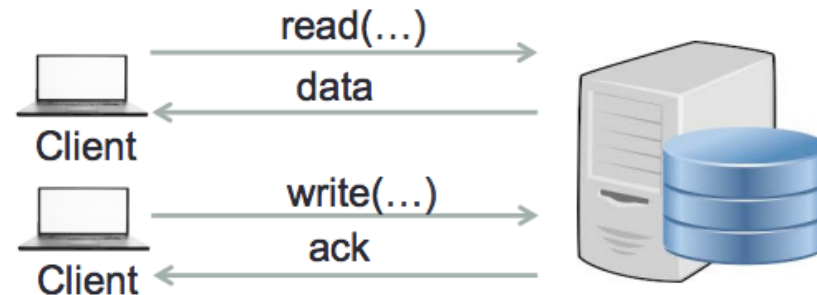 read(…)
data
Client
write(…)
ack
Client